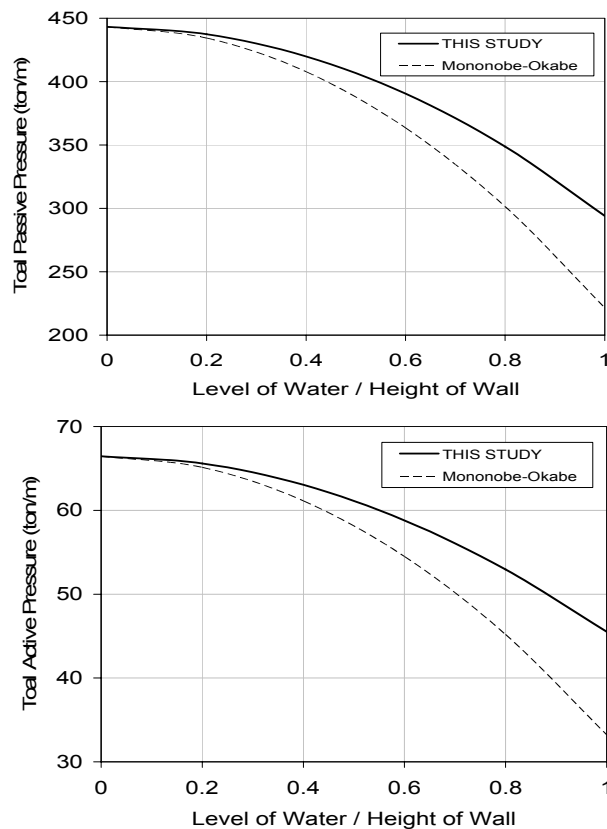 450
400
350
300
250
200
Toal Passive Pressure (ton/m)
THIS STUDY
Mononobe-Okabe
0 0.2 0.4 0.6 0.8 1
Level of Water / Height of Wall
70
60
50
40
30
Toal Active Pressure (ton/m)
THIS STUDY
Mononobe-Okabe
0 0.2 0.4 0.6 0.8 1
Level of Water / Height of Wall